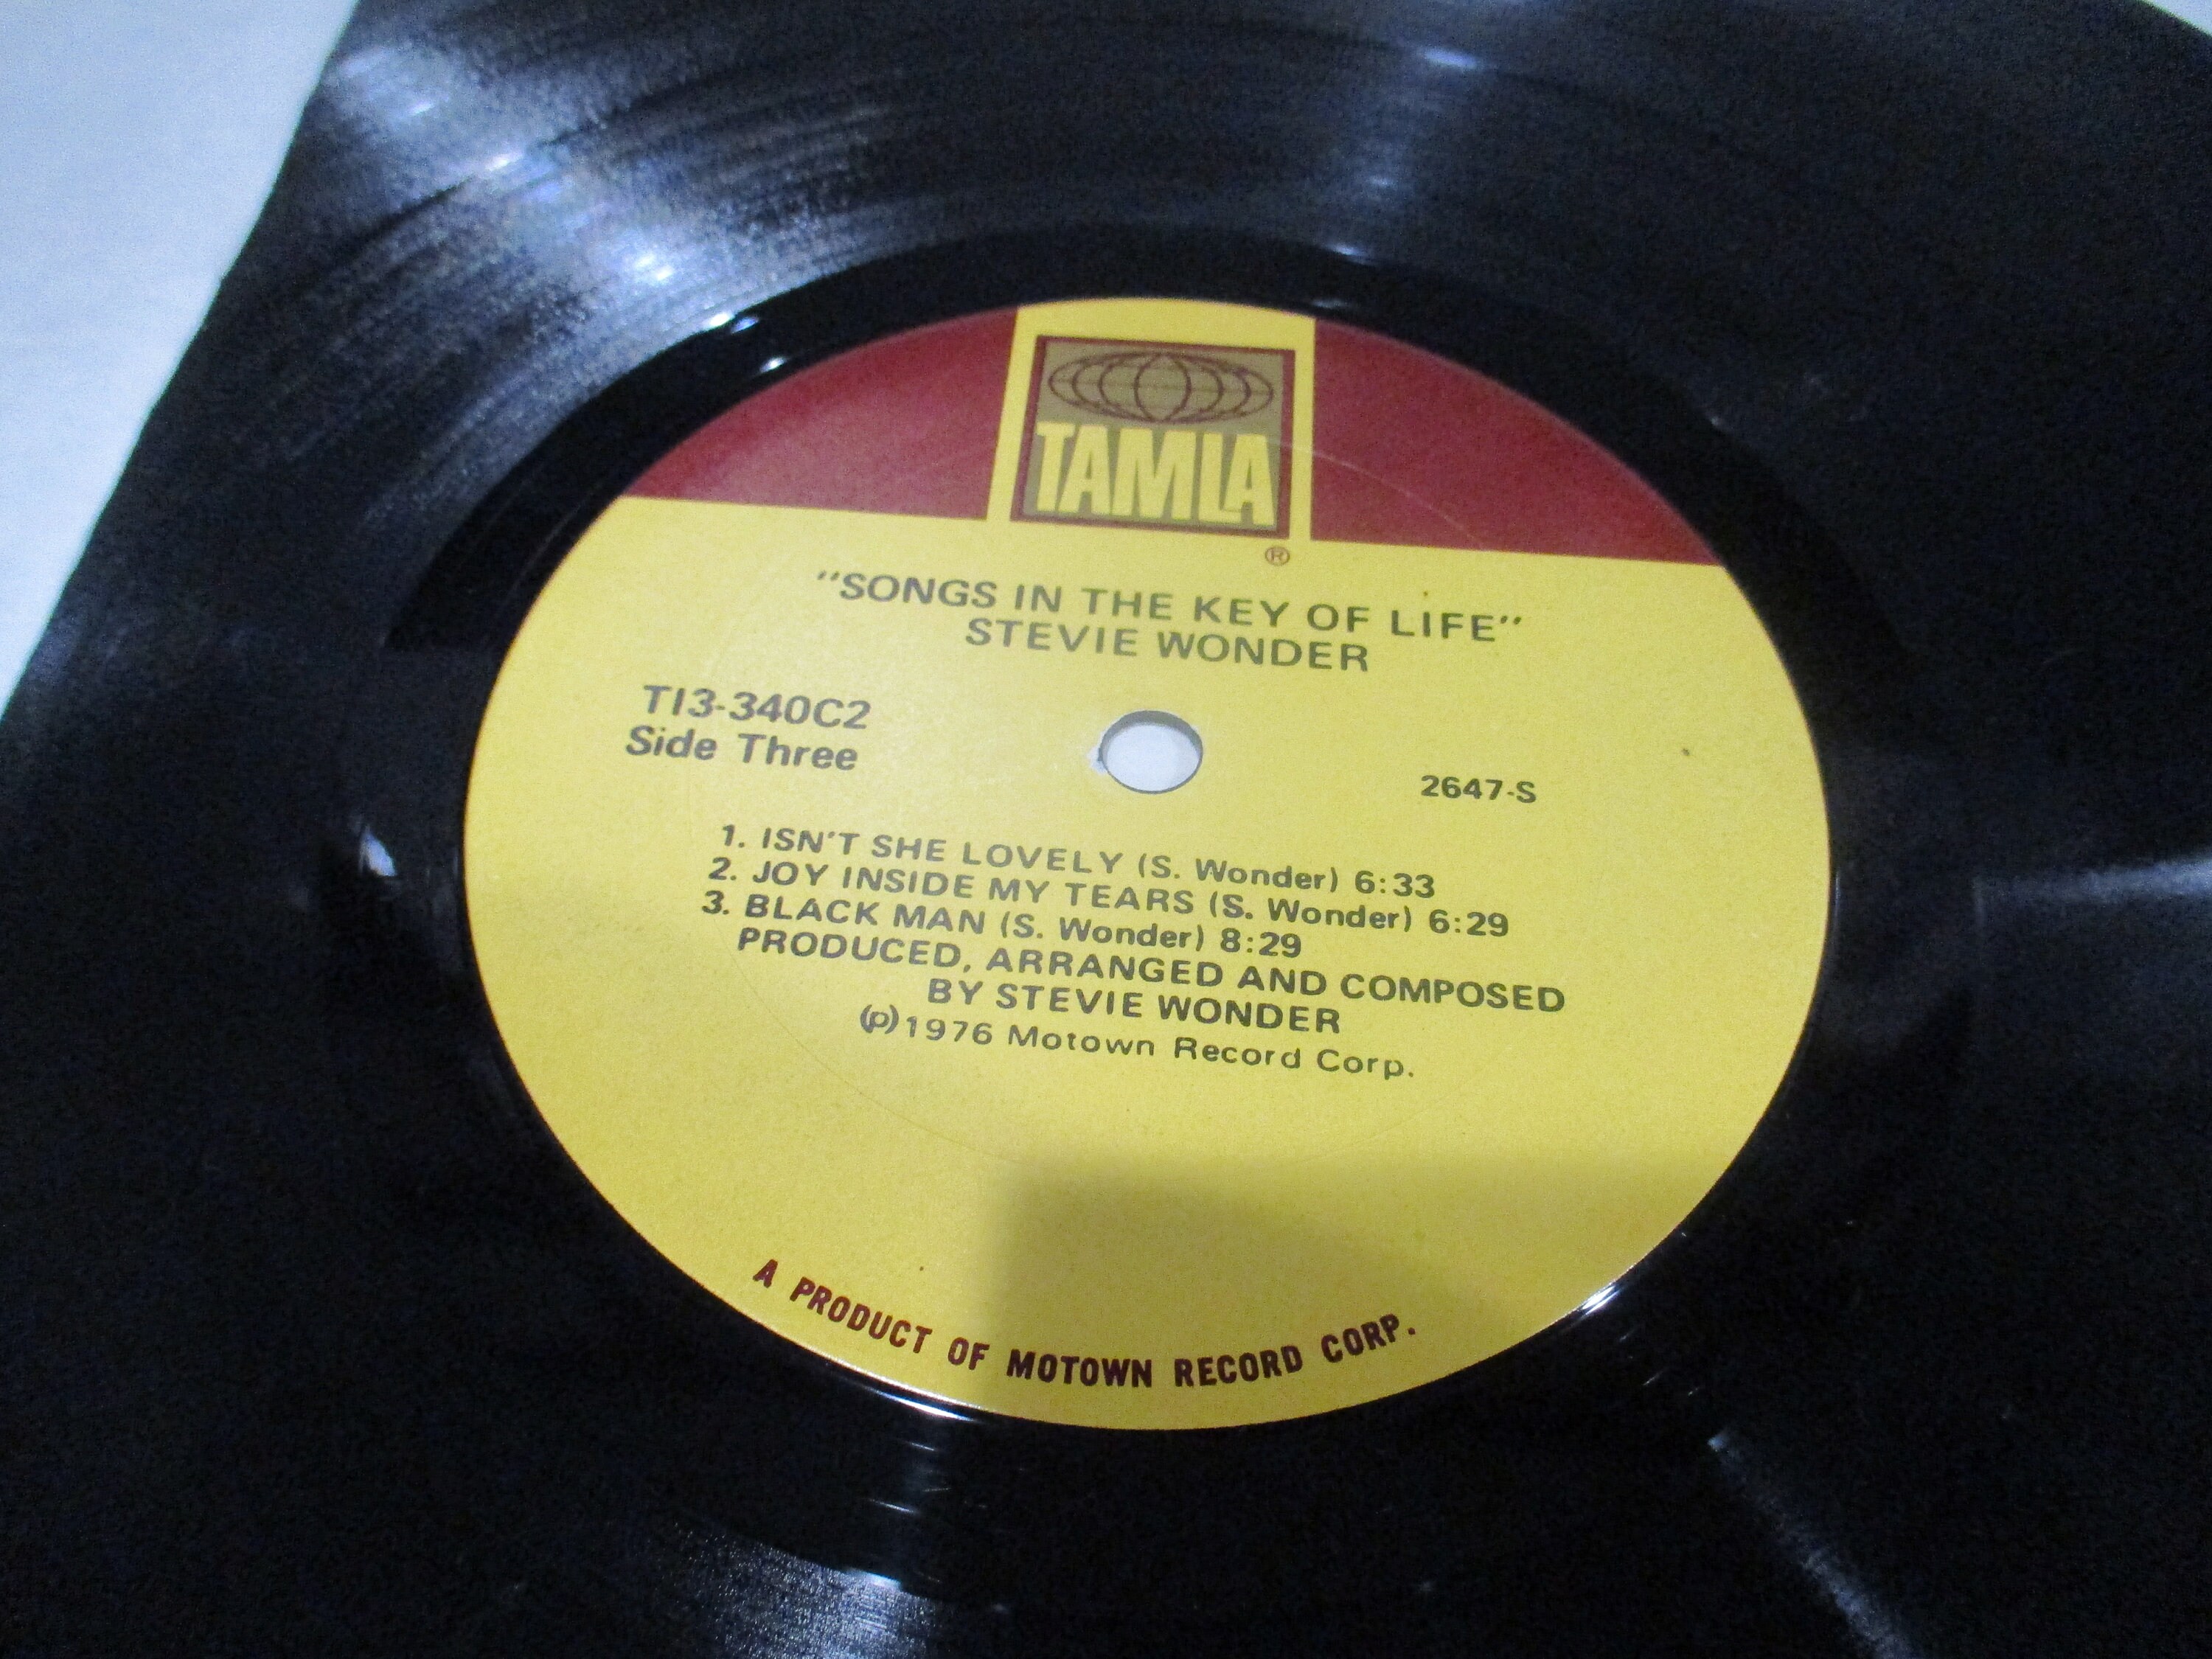 TAMLA
®
"SONGS IN THE KEY OF LIFE"
STEVIE WONDER
T13-340C2
Side Three
2647-S
1. ISN'T SHE LOVELY (S. Wonder) 6:33
2. JOY INSIDE MY TEARS (S. Wonder) 6:29
3. BLACK MAN (S. Wonder) 8:29
PRODUCED, ARRANGED AND COMPOSED
BY STEVIE WONDER
(p)1976 Motown Record Corp.
A PRODUCT OF MOTOWN RECORD CORP.